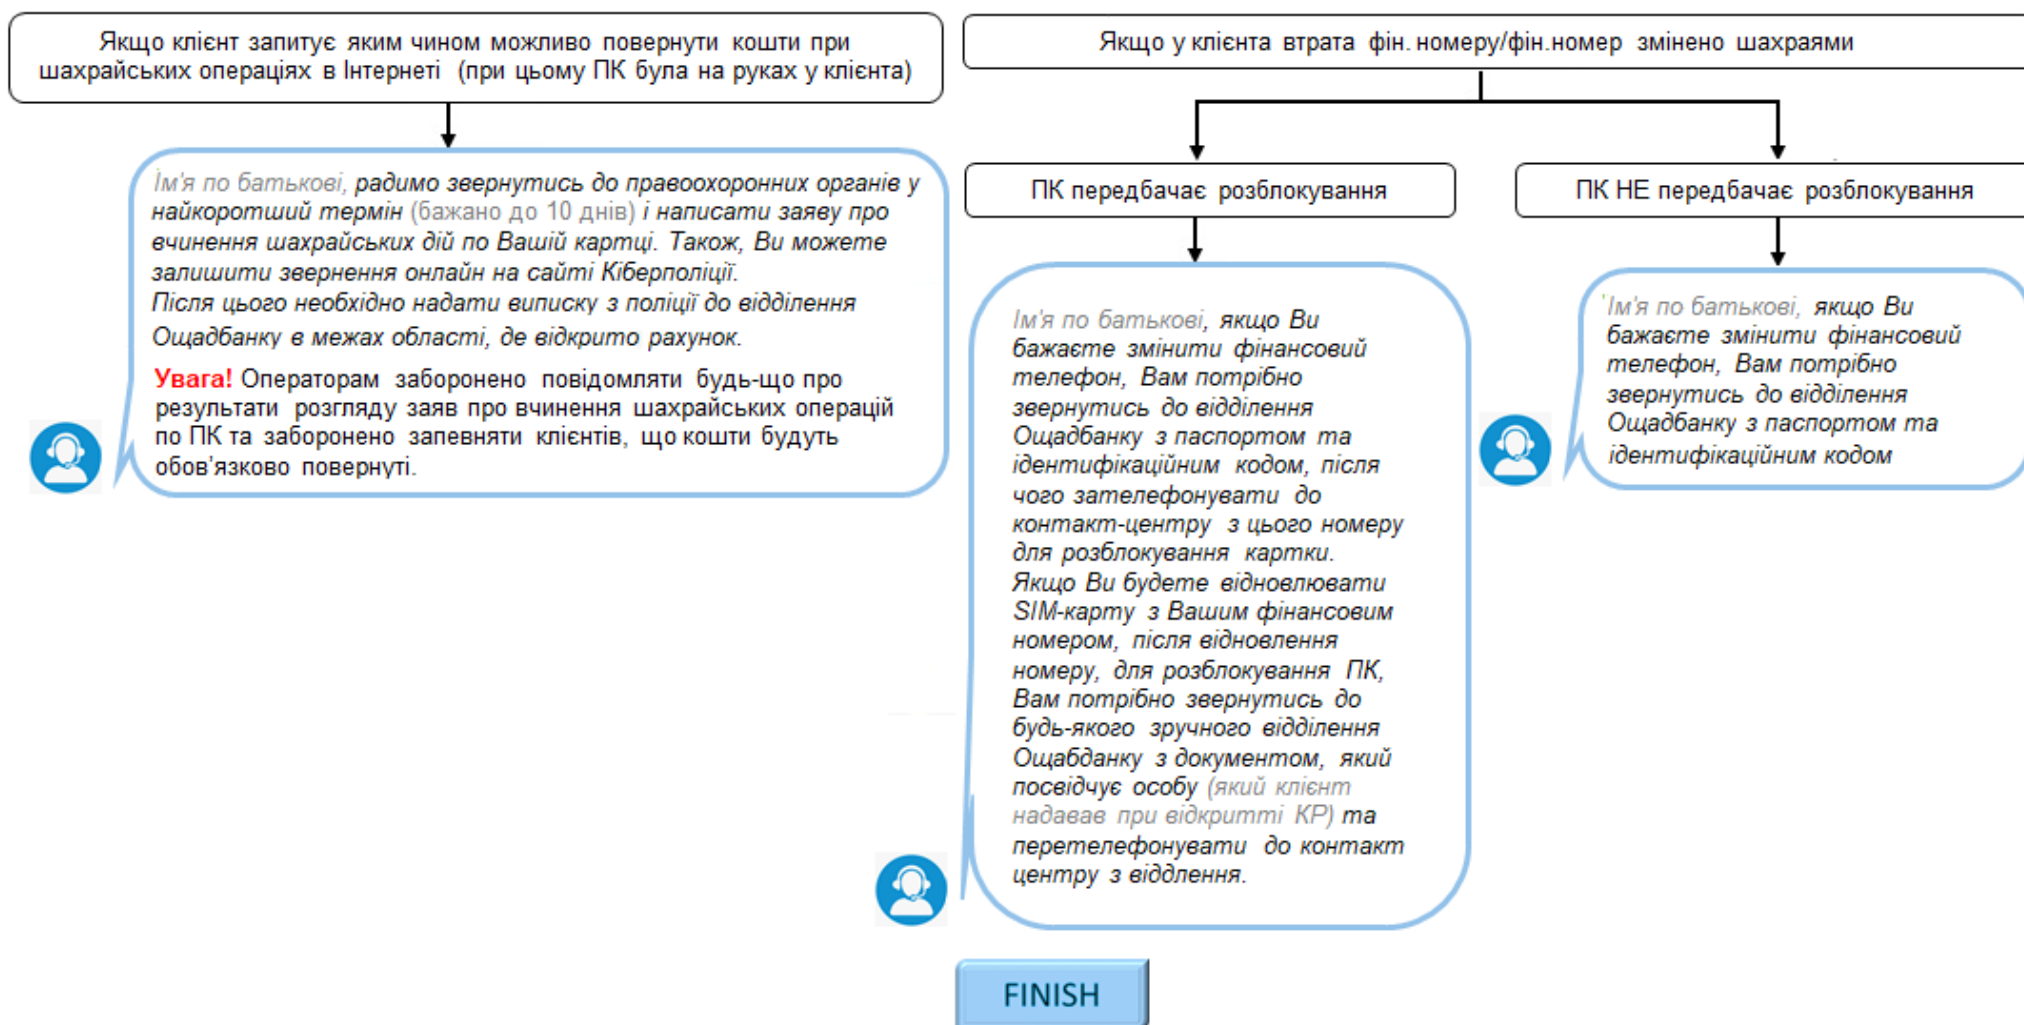 Якщо клієнт запитує яким чином можливо повернути кошти при
шахрайських операціях в Інтернеті (при цьому ПК була на руках у клієнта)
Ім'я по батькові, радимо звернутись до правоохоронних органів у
найкоротший термін (бажано до 10 днів) і написати заяву про
вчинення шахрайських дій по Вашій картці. Також, Ви можете
залишити звернення онлайн на сайті Кіберполіції.
Після цього необхідно надати виписку з поліції до відділення
Ощадбанку в межах області, де відкрито рахунок.
Увага! Операторам заборонено повідомляти будь-що про
результати розгляду заяв про вчинення шахрайських операцій
по ПК та заборонено запевняти клієнтів, що кошти будуть
обов'язково повернуті.
Якщо у клієнта втрата фін. номеру/фін.номер змінено шахраями
ПК передбачає розблокування
Ім'я по батькові, якщо Ви
бажаєте змінити фінансовий
телефон, Вам потрібно
звернутись до відділення
Ощадбанку з паспортом та
ідентифікаційним кодом, після
чого зателефонувати до
контакт-центру з цього номеру
для розблокування картки.
Якщо Ви будете відновлювати
SIM-карту з Вашим фінансовим
номером, після відновлення
номеру, для розблокування ПК,
Вам потрібно звернутись до
будь-якого зручного відділення
Ощабданку з документом, який
посвідчує особу (який клієнт
надавав при відкритті КР) та
перетелефонувати до контакт
центру з віддлення.
ПК НЕ передбачає розблокування
Ім'я по батькові, якщо Ви
бажаєте змінити фінансовий
телефон, Вам потрібно
звернутись до відділення
Ощадбанку з паспортом та
ідентифікаційним кодом
FINISH